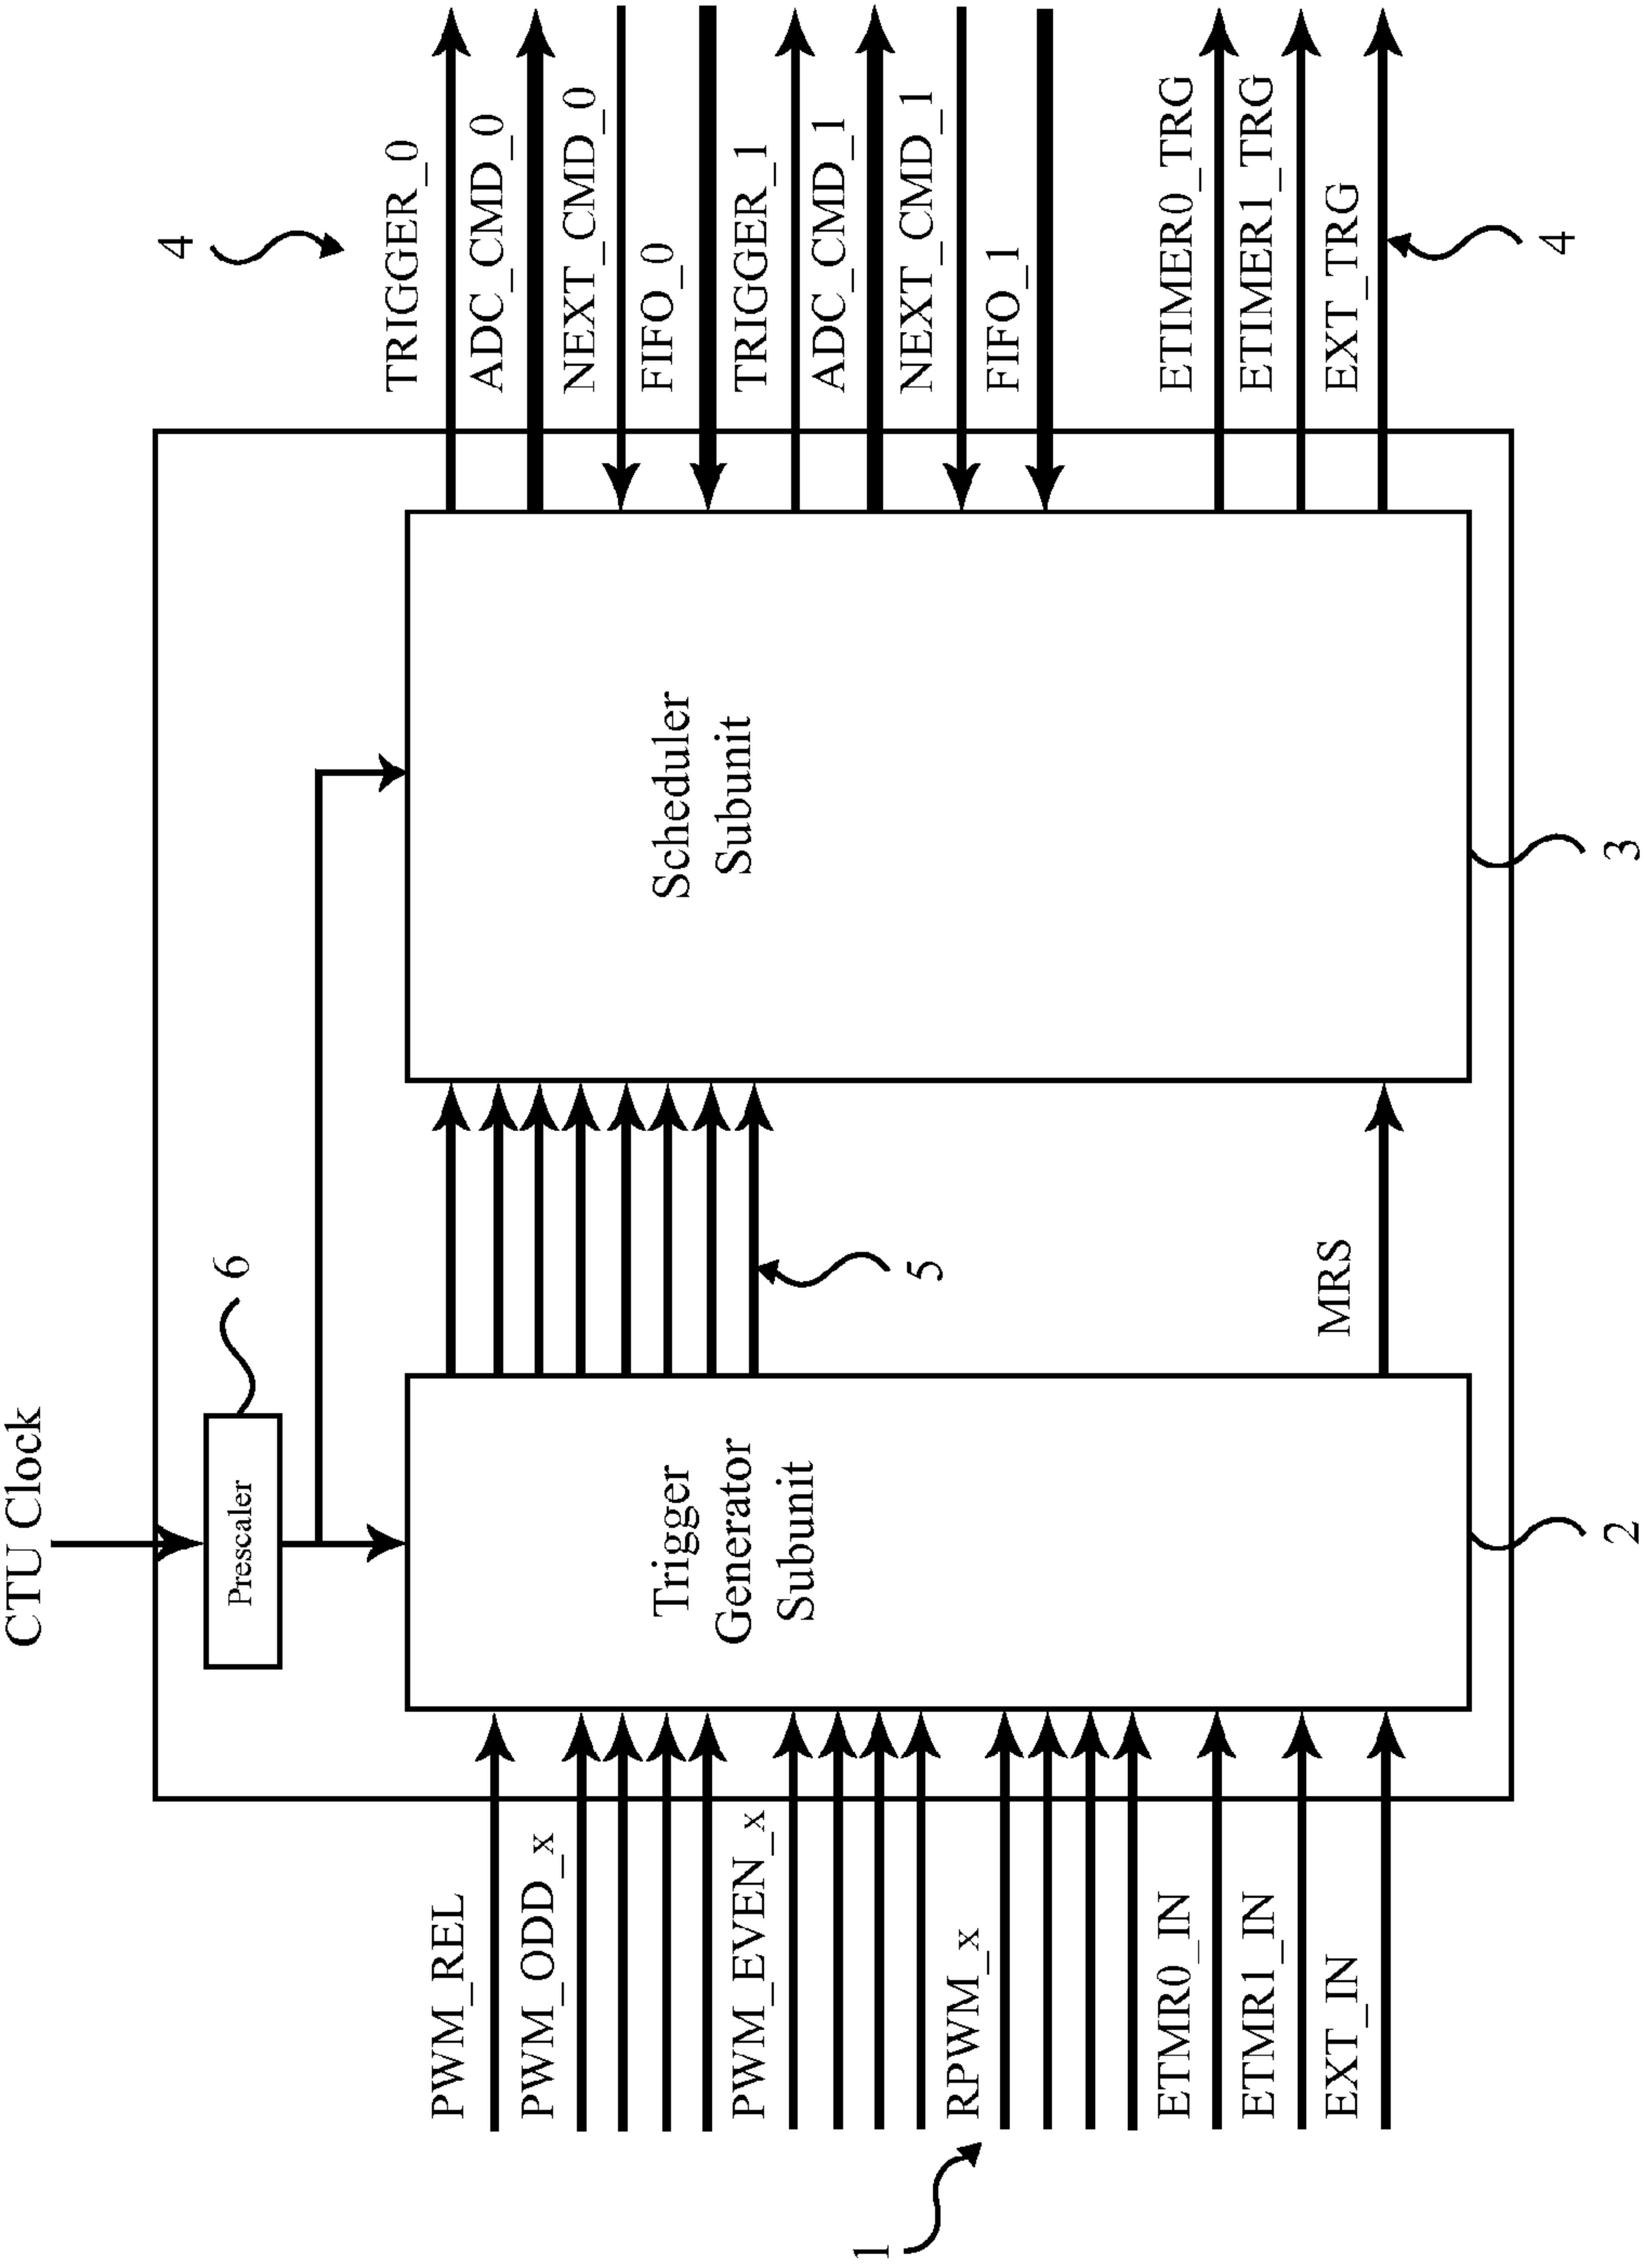 CTU Clock
6
Prescaler
PWM_REL
PWM_ODD_x
PWM_EVEN_x
RPWM_x
ETMR0_IN
ETMR1_IN
EXT_IN
1
Trigger
Generator
Subunit
2
5
MRS
Scheduler
Subunit
3
4
TRIGGER_0
ADC_CMD_0
NEXT_CMD_0
FIFO_0
TRIGGER_1
ADC_CMD_1
NEXT_CMD_1
FIFO_1
ETIMER0_TRG
ETIMER1_TRG
EXT_TRG
4